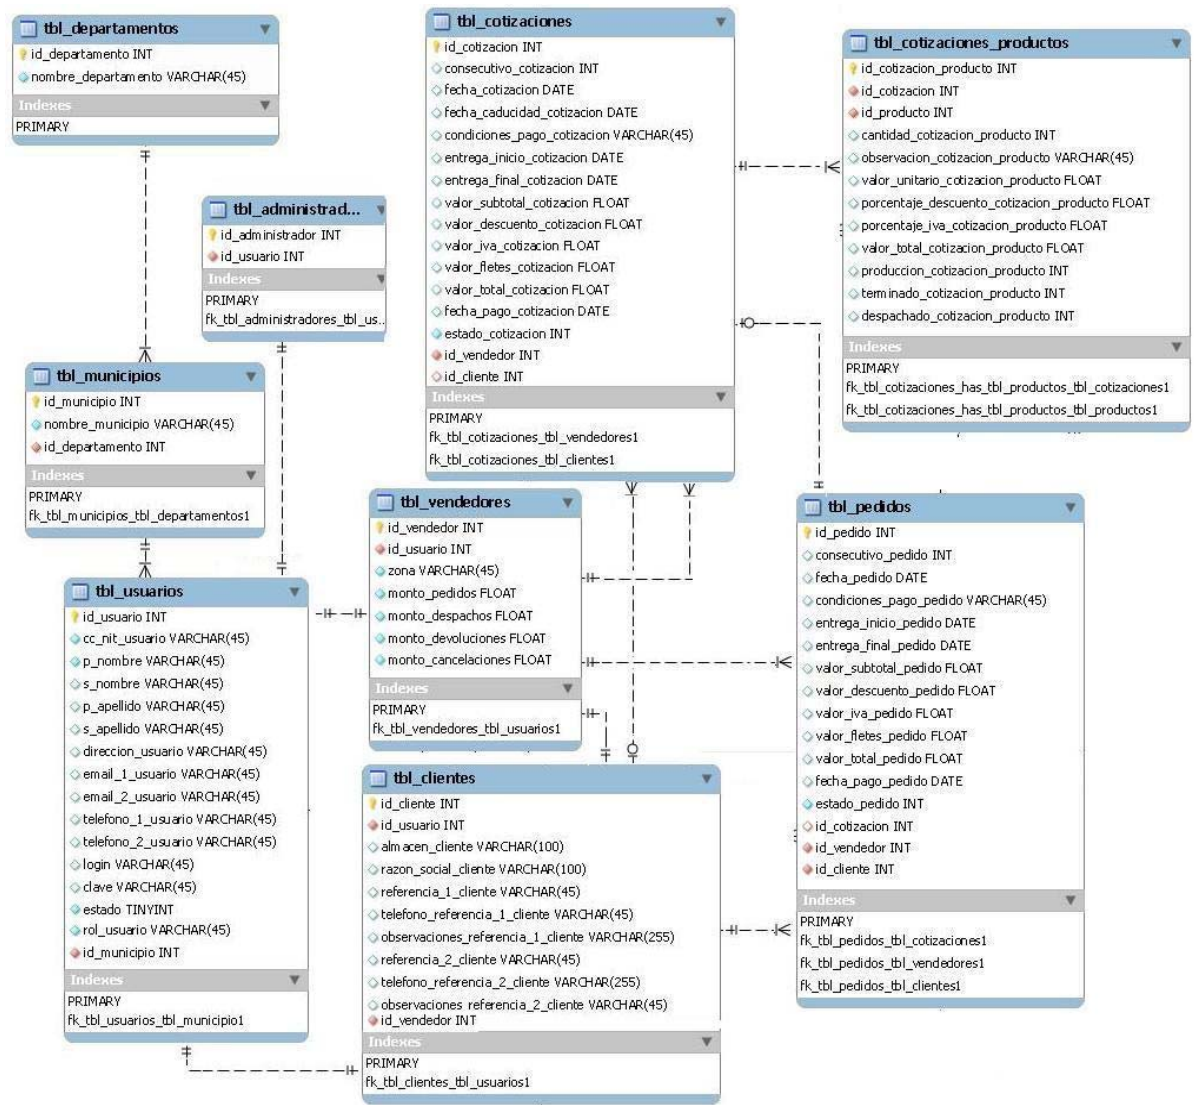 tbl_departamentos
id_departamento INT
nombre_departamento VARCHAR(45)
Indexes
PRIMARY
tbl_administrad...
id_administrador INT
id_usuario INT
Indexes
PRIMARY
fk_tbl_administradores_tbl_us...
tbl_municipios
id_municipio INT
nombre_municipio VARCHAR(45)
id_departamento INT
Indexes
PRIMARY
fk_tbl_municipios_tbl_departamentos1
tbl_usuarios
id_usuario INT
cc_nit_usuario VARCHAR(45)
p_nombre VARCHAR(45)
s_nombre VARCHAR(45)
p_apellido VARCHAR(45)
s_apellido VARCHAR(45)
direccion_usuario VARCHAR(45)
email_1_usuario VARCHAR(45)
email_2_usuario VARCHAR(45)
telefono_1_usuario VARCHAR(45)
telefono_2_usuario VARCHAR(45)
login VARCHAR(45)
clave VARCHAR(45)
estado TINYINT
rol_usuario VARCHAR(45)
id_municipio INT
Indexes
PRIMARY
fk_tbl_usuarios_tbl_municipio1
tbl_cotizaciones
id_cotizacion INT
consecutivo_cotizacion INT
fecha_cotizacion DATE
fecha_caducidad_cotizacion DATE
condiciones_pago_cotizacion VARCHAR(45)
entrega_inicio_cotizacion DATE
entrega_final_cotizacion DATE
valor_subtotal_cotizacion FLOAT
valor_descuento_cotizacion FLOAT
valor_iva_cotizacion FLOAT
valor_fletes_cotizacion FLOAT
valor_total_cotizacion FLOAT
fecha_pago_cotizacion DATE
estado_cotizacion INT
id_vendedor INT
id_cliente INT
Indexes
PRIMARY
fk_tbl_cotizaciones_tbl_vendedores1
fk_tbl_cotizaciones_tbl_clientes1
tbl_vendedores
id_vendedor INT
id_usuario INT
zona VARCHAR(45)
monto_pedidos FLOAT
monto_despachos FLOAT
monto_devoluciones FLOAT
monto_cancelaciones FLOAT
Indexes
PRIMARY
fk_tbl_vendedores_tbl_usuarios1
tbl_clientes
id_cliente INT
id_usuario INT
almacen_cliente VARCHAR(100)
razon_social_cliente VARCHAR(100)
referencia_1_cliente VARCHAR(45)
telefono_referencia_1_cliente VARCHAR(45)
observaciones_referencia_1_cliente VARCHAR(255)
referencia_2_cliente VARCHAR(45)
telefono_referencia_2_cliente VARCHAR(255)
observaciones_referencia_2_cliente VARCHAR(45)
id_vendedor INT
Indexes
PRIMARY
fk_tbl_clientes_tbl_usuarios1
tbl_cotizaciones_productos
id_cotizacion_producto INT
id_cotizacion INT
id_producto INT
cantidad_cotizacion_producto INT
observacion_cotizacion_producto VARCHAR(45)
valor_unitario_cotizacion_producto FLOAT
porcentaje_descuento_cotizacion_producto FLOAT
porcentaje_iva_cotizacion_producto FLOAT
valor_total_cotizacion_producto FLOAT
produccion_cotizacion_producto INT
terminado_cotizacion_producto INT
despachado_cotizacion_producto INT
Indexes
PRIMARY
fk_tbl_cotizaciones_has_tbl_productos_tbl_cotizaciones1
fk_tbl_cotizaciones_has_tbl_productos_tbl_productos1
tbl_pedidos
id_pedido INT
consecutivo_pedido INT
fecha_pedido DATE
condiciones_pago_pedido VARCHAR(45)
entrega_inicio_pedido DATE
entrega_final_pedido DATE
valor_subtotal_pedido FLOAT
valor_descuento_pedido FLOAT
valor_iva_pedido FLOAT
valor_fletes_pedido FLOAT
valor_total_pedido FLOAT
fecha_pago_pedido DATE
estado_pedido INT
id_cotizacion INT
id_vendedor INT
id_cliente INT
Indexes
PRIMARY
fk_tbl_pedidos_tbl_cotizaciones1
fk_tbl_pedidos_tbl_vendedores1
fk_tbl_pedidos_tbl_clientes1